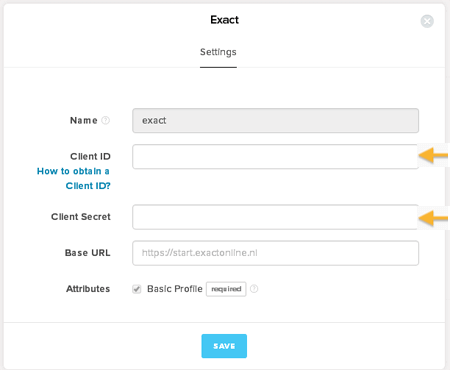 Exact
Settings
Name
exact
Client ID
How to obtain a
Client ID?
Client Secret
Base URL
https://start.exactonline.nl
Attributes
Basic Profile required
SAVE